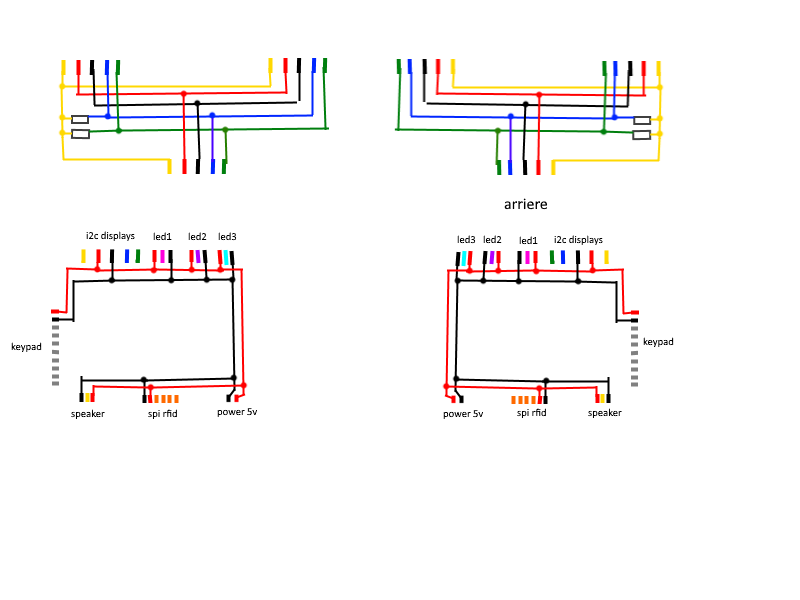 arriere
i2c displays led1 led2 led3
led3 led2 led1 i2c displays
keypad
keypad
speaker spi rfid power 5v
power 5v spi rfid speaker